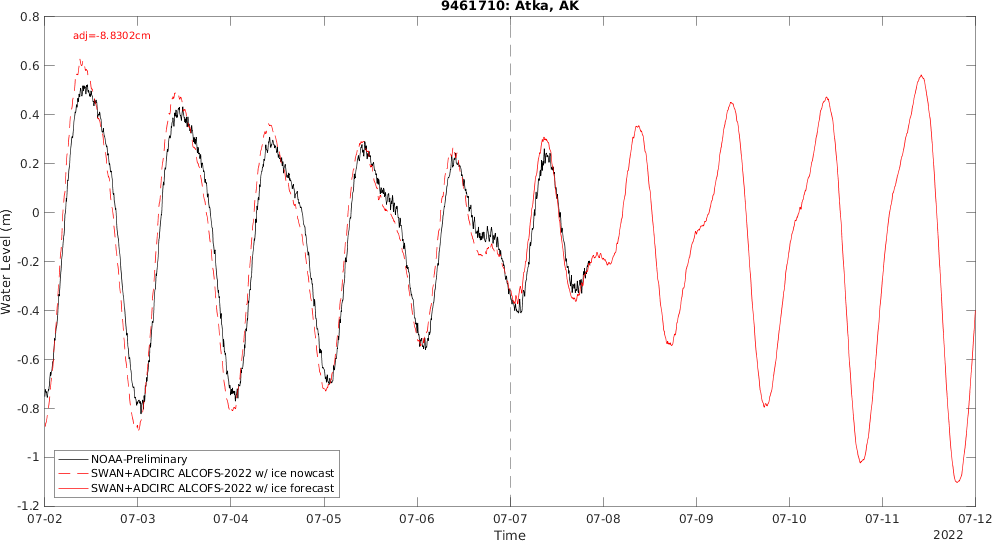 9461710: Atka, AK
adj=-8.8302cm
0.8
0.6
0.4
0.2
0
-0.2
-0.4
-0.6
-0.8
-1
-1.2
Water Level (m)
NOAA-Preliminary
SWAN+ADCIRC ALCOFS-2022 w/ ice nowcast
SWAN+ADCIRC ALCOFS-2022 w/ ice forecast
07-02 07-03 07-04 07-05 07-06 07-07 07-08 07-09 07-10 07-11 07-12
Time
2022